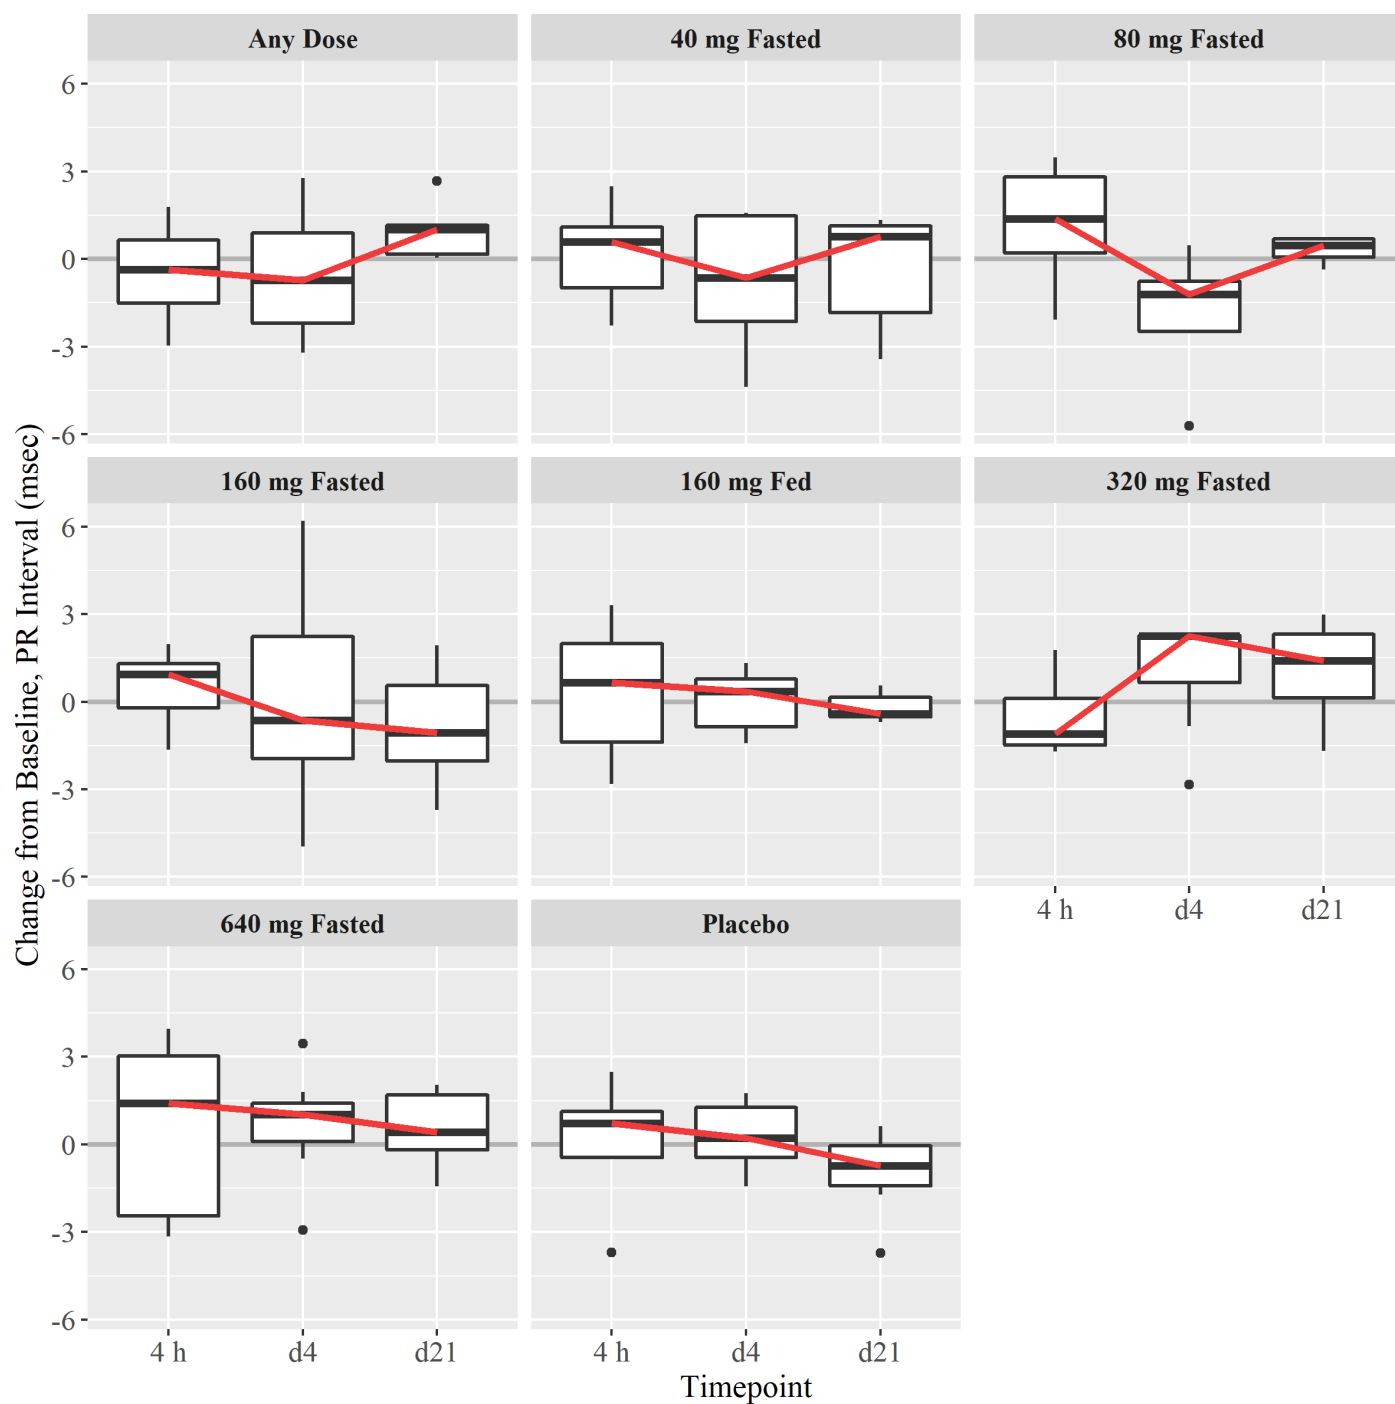 Any Dose
40 mg Fasted
80 mg Fasted
6
3
0
-3
-6
160 mg Fasted
160 mg Fed
320 mg Fasted
6
3
0
-3
-6
4 h
d4
d21
640 mg Fasted
Placebo
6
3
0
-3
-6
4 h
d4
d21
4 h
d4
d21
Timepoint
Change from Baseline, PR Interval (msec)